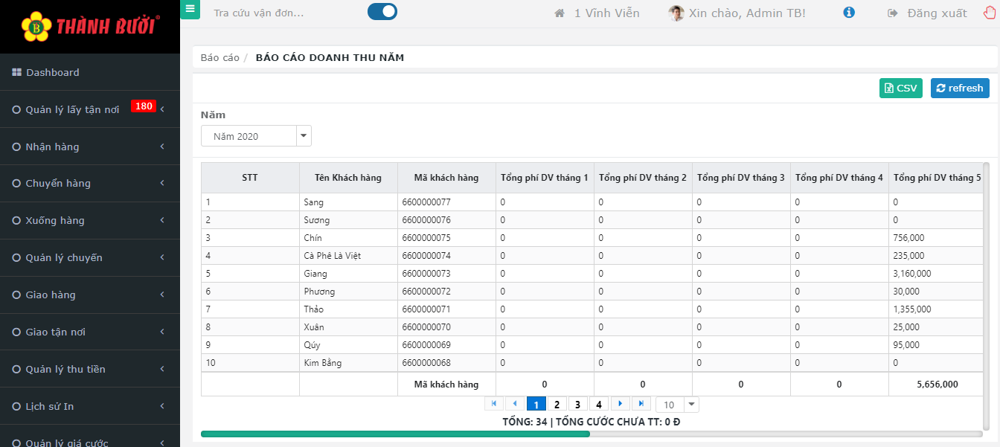 THÀNH BƯỞI®
Tra cứu vận đơn...
1 Vĩnh Viễn
Xin chào, Admin TB!
Đăng xuất
Dashboard
Quản lý lấy tận nơi 180
Nhận hàng
Chuyển hàng
Xuống hàng
Quản lý chuyến
Giao hàng
Giao tận nơi
Quản lý thu tiền
Lịch sử In
Quản lý giá cước
Báo cáo / BÁO CÁO DOANH THU NĂM
CSV refresh
Năm
Năm 2020
STT Tên Khách hàng Mã khách hàng Tổng phí DV tháng 1 Tổng phí DV tháng 2 Tổng phí DV tháng 3 Tổng phí DV tháng 4 Tổng phí DV tháng 5
1 Sang 6600000077 0 0 0 0 0
2 Sương 6600000076 0 0 0 0 0
3 Chín 6600000075 0 0 0 0 756,000
4 Cà Phê Là Việt 6600000074 0 0 0 0 235,000
5 Giang 6600000073 0 0 0 0 3,160,000
6 Phương 6600000072 0 0 0 0 30,000
7 Thảo 6600000071 0 0 0 0 1,355,000
8 Xuân 6600000070 0 0 0 0 25,000
9 Qúy 6600000069 0 0 0 0 95,000
10 Kim Bằng 6600000068 0 0 0 0 0
Mã khách hàng 0 0 0 0 5,656,000
1 2 3 4 10
TỔNG: 34 | TỔNG CƯỚC CHƯA TT: 0 Đ